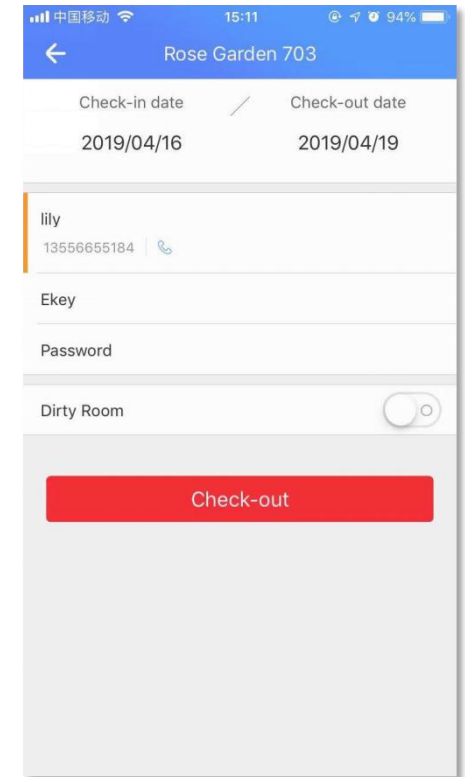 中国移动 15:11 94%
Rose Garden 703
Check-in date / Check-out date
2019/04/16 2019/04/19
lily
13556655184
Ekey
Password
Dirty Room
Check-out